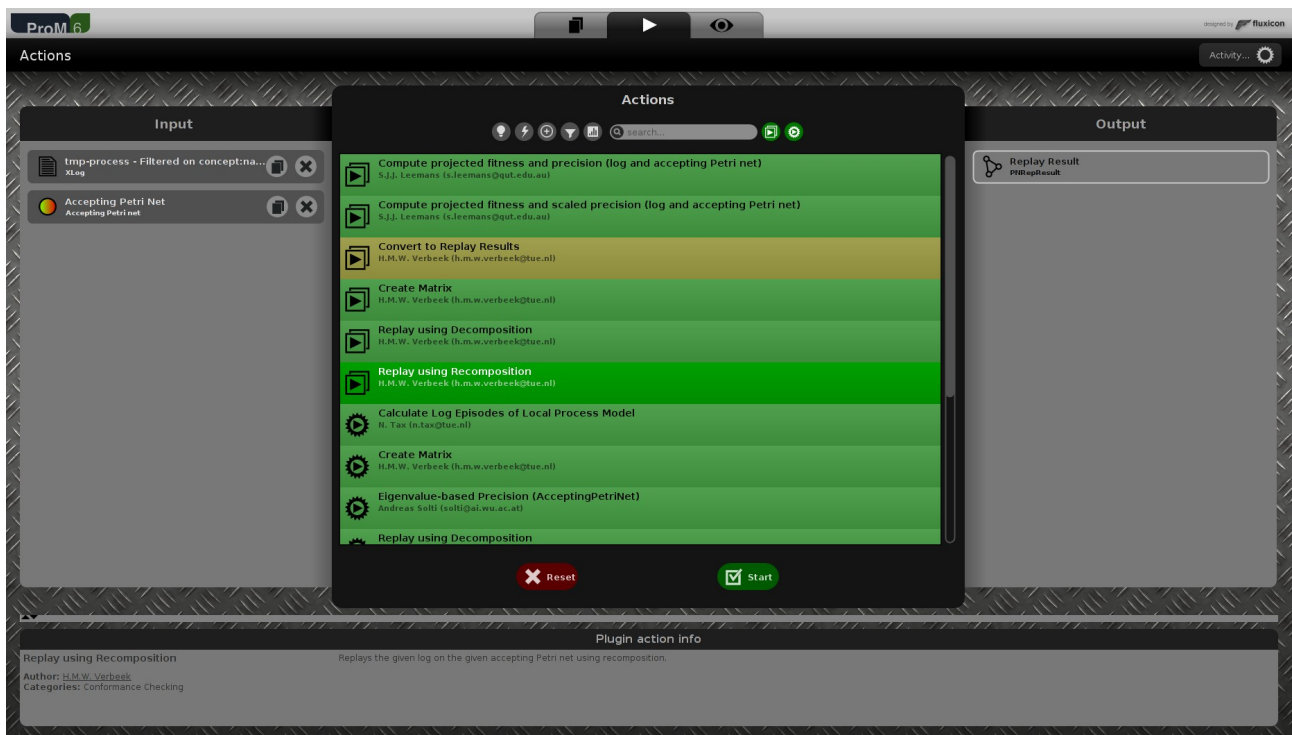 ProM 6
designed by fluxicon
Actions
Activity...
Input
tmp-process - Filtered on concept:na...
XLog
Accepting Petri Net
Accepting Petri net
Actions
search...
Compute projected fitness and precision (log and accepting Petri net)
S.J.J. Leemans (s.leemans@qut.edu.au)
Compute projected fitness and scaled precision (log and accepting Petri net)
S.J.J. Leemans (s.leemans@qut.edu.au)
Convert to Replay Results
H.M.W. Verbeek (h.m.w.verbeek@tue.nl)
Create Matrix
H.M.W. Verbeek (h.m.w.verbeek@tue.nl)
Replay using Decomposition
H.M.W. Verbeek (h.m.w.verbeek@tue.nl)
Replay using Recomposition
H.M.W. Verbeek (h.m.w.verbeek@tue.nl)
Calculate Log Episodes of Local Process Model
N. Tax (n.tax@tue.nl)
Create Matrix
H.M.W. Verbeek (h.m.w.verbeek@tue.nl)
Eigenvalue-based Precision (AcceptingPetriNet)
Andreas Solti (solti@ai.wu.ac.at)
Replay using Decomposition
Reset
Start
Output
Replay Result
PNRepResult
Plugin action info
Replay using Recomposition
Author: H.M.W. Verbeek
Categories: Conformance Checking
Replays the given log on the given accepting Petri net using recomposition.